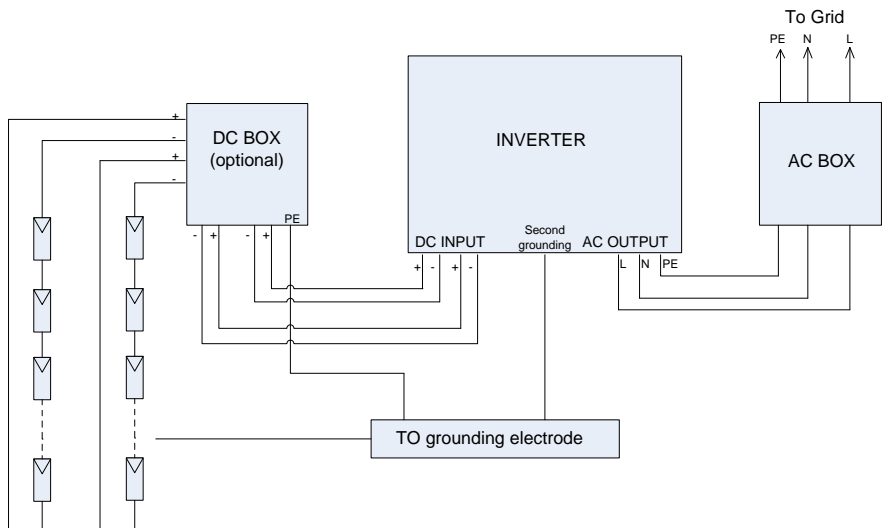 To Grid
PE N L
+
-
+
-
DC BOX
(optional)
PE
- + - +
INVERTER
Second
grounding
DC INPUT
AC OUTPUT
+ - + -
L N PE
AC BOX
TO grounding electrode